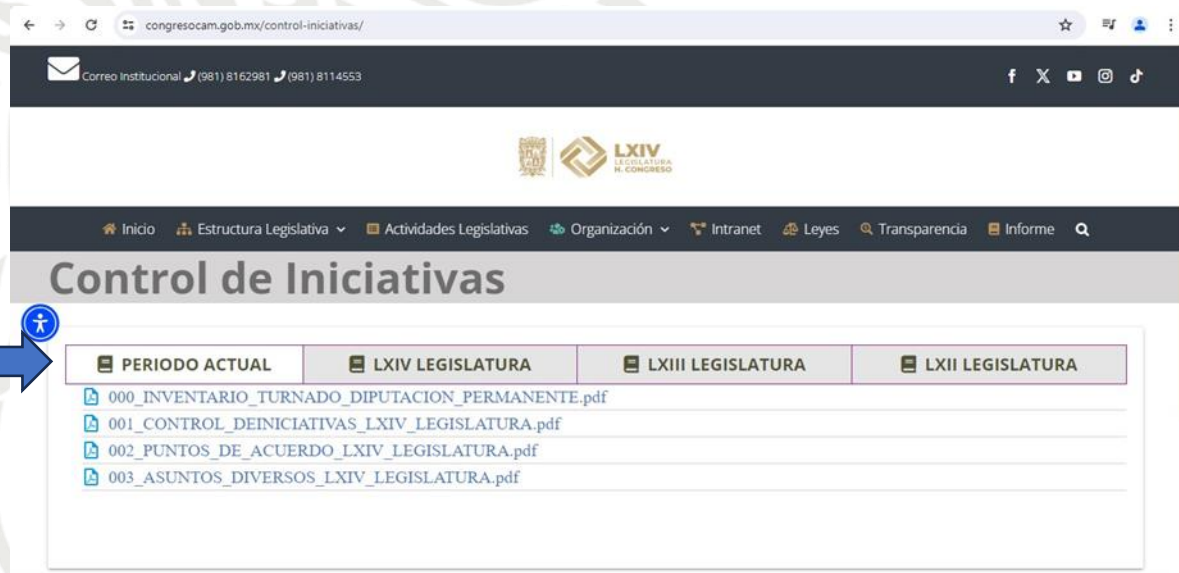 congresocam.gob.mx/control-iniciativas/
Correo Institucional (981) 8162981 (981) 8114553
LXIV
LEGISLATURA
H. CONGRESO
Inicio Estructura Legislativa Actividades Legislativas Organización Intranet Leyes Transparencia Informe
Control de Iniciativas
PERIODO ACTUAL LXIV LEGISLATURA LXIII LEGISLATURA LXII LEGISLATURA
000_INVENTARIO_TURNADO_DIPUTACION_PERMANENTE.pdf
001_CONTROL_DEINICIATIVAS_LXIV_LEGISLATURA.pdf
002_PUNTOS_DE_ACUERDO_LXIV_LEGISLATURA.pdf
003_ASUNTOS_DIVERSOS_LXIV_LEGISLATURA.pdf